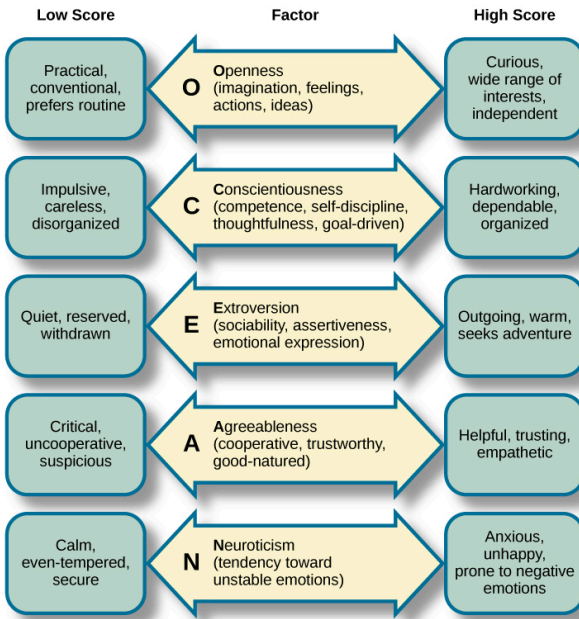 Low Score
Factor
High Score
Practical,
conventional,
prefers routine
O
Openness
(imagination, feelings,
actions, ideas)
Curious,
wide range of
interests,
independent
Impulsive,
careless,
disorganized
C
Conscientiousness
(competence, self-discipline,
thoughtfulness, goal-driven)
Hardworking,
dependable,
organized
Quiet, reserved,
withdrawn
E
Extroversion
(sociability, assertiveness,
emotional expression)
Outgoing, warm,
seeks adventure
Critical,
uncooperative,
suspicious
A
Agreeableness
(cooperative, trustworthy,
good-natured)
Helpful, trusting,
empathetic
Calm,
even-tempered,
secure
N
Neuroticism
(tendency toward
unstable emotions)
Anxious,
unhappy,
prone to negative
emotions